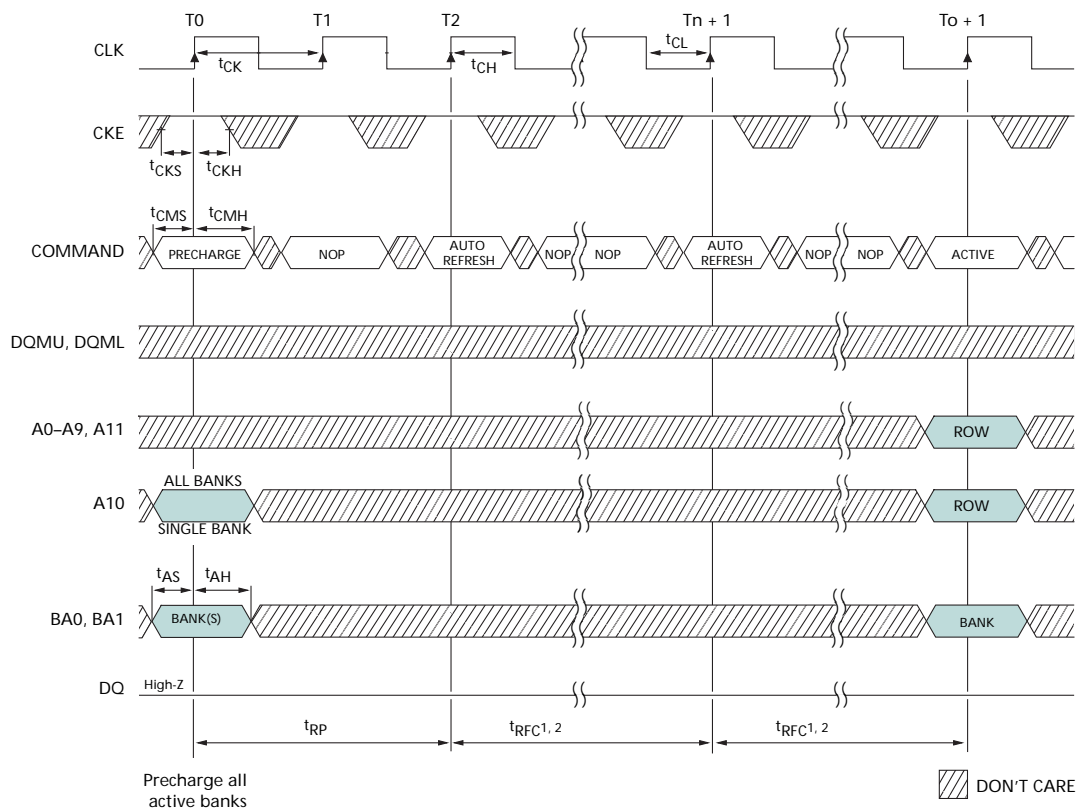 T0 T1 T2 Tn + 1 To + 1
CLK
tCK tCH tCL
CKE
tCKS tCKH
tCMS tCMH
COMMAND PRECHARGE NOP AUTO REFRESH NOP NOP AUTO REFRESH NOP NOP ACTIVE
DQMU, DQML
A0–A9, A11 ROW
ALL BANKS
A10 ROW
SINGLE BANK
tAS tAH
BA0, BA1 BANK(S) BANK
DQ High-Z
tRP tRFC1, 2 tRFC1, 2
Precharge all
active banks
DON'T CARE